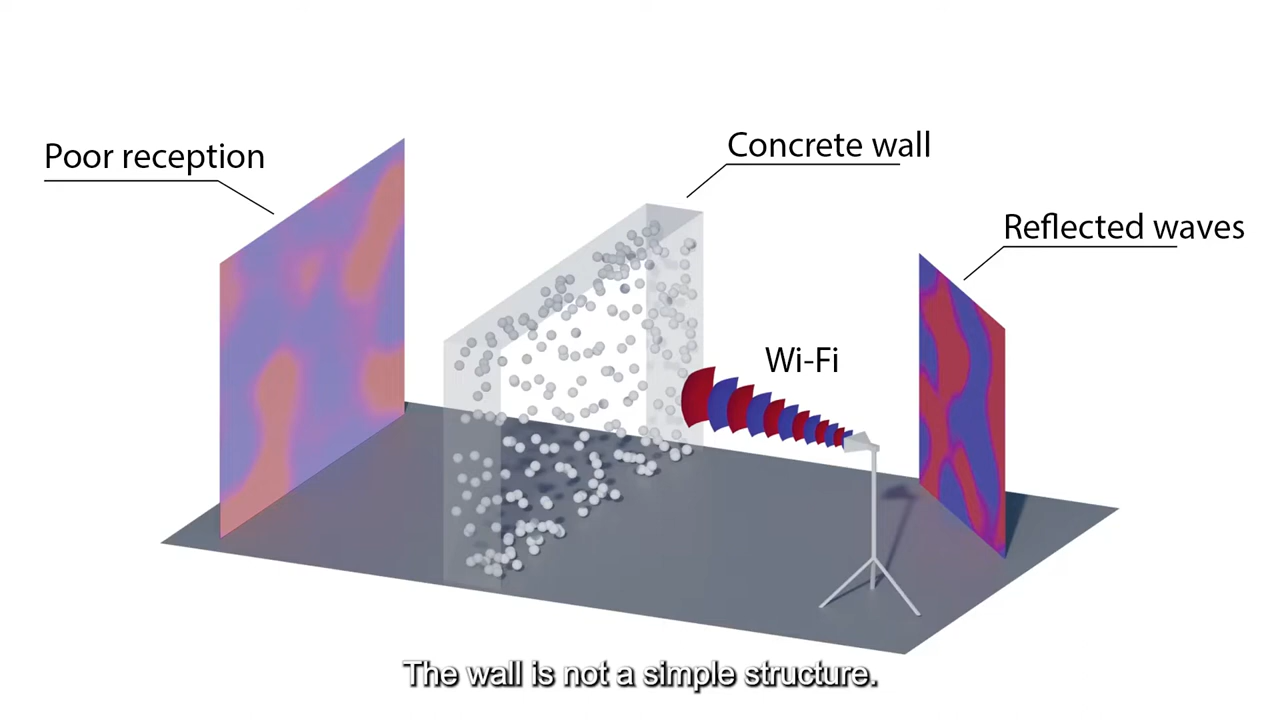 Poor reception
Concrete wall
Reflected waves
Wi-Fi
The wall is not a simple structure.